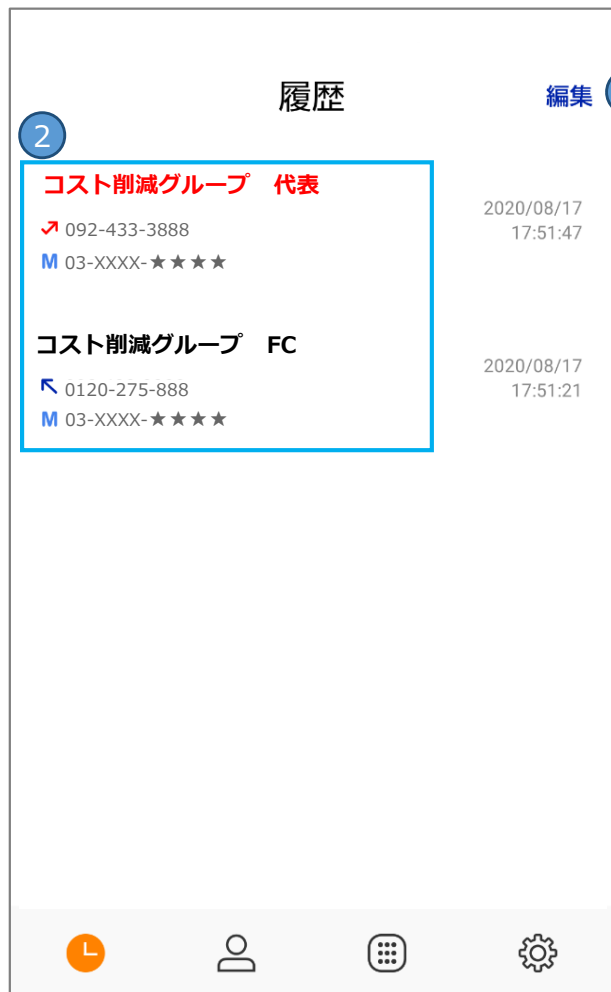 履歴
編集
2
コスト削減グループ　代表
092-433-3888
M 03-XXXX-★★★★
2020/08/17
17:51:47
コスト削減グループ　FC
0120-275-888
M 03-XXXX-★★★★
2020/08/17
17:51:21